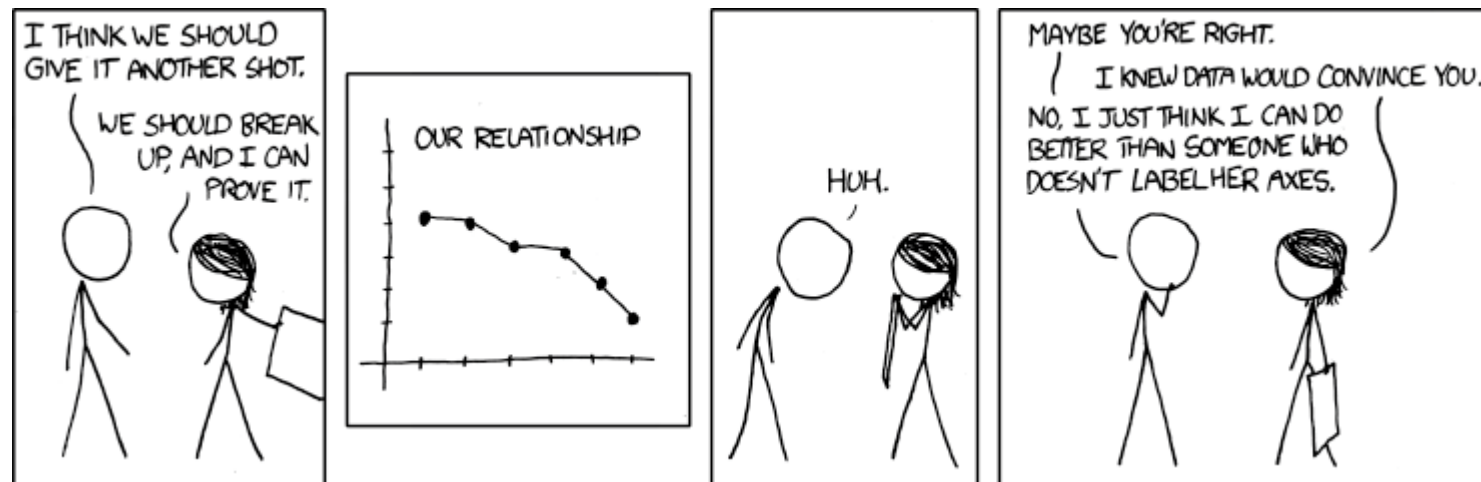 I THINK WE SHOULD
GIVE IT ANOTHER SHOT.
WE SHOULD BREAK
UP, AND I CAN
PROVE IT.
OUR RELATIONSHIP
HUH.
MAYBE YOU'RE RIGHT.
I KNEW DATA WOULD CONVINCE YOU.
NO, I JUST THINK I CAN DO
BETTER THAN SOMEONE WHO
DOESN'T LABEL HER AXES.